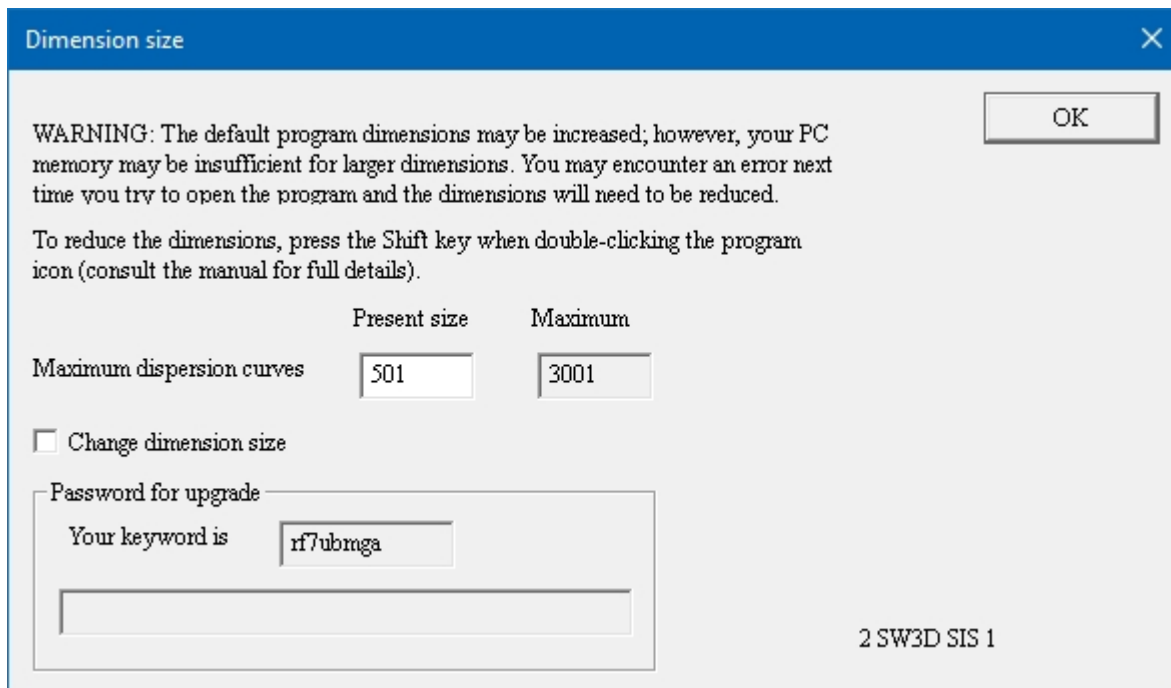 Dimension size
OK
WARNING: The default program dimensions may be increased; however, your PC
memory may be insufficient for larger dimensions. You may encounter an error next
time you try to open the program and the dimensions will need to be reduced.
To reduce the dimensions, press the Shift key when double-clicking the program
icon (consult the manual for full details).
Present size Maximum
Maximum dispersion curves 501 3001
Change dimension size
Password for upgrade
Your keyword is rf7ubmga
2 SW3D SIS 1